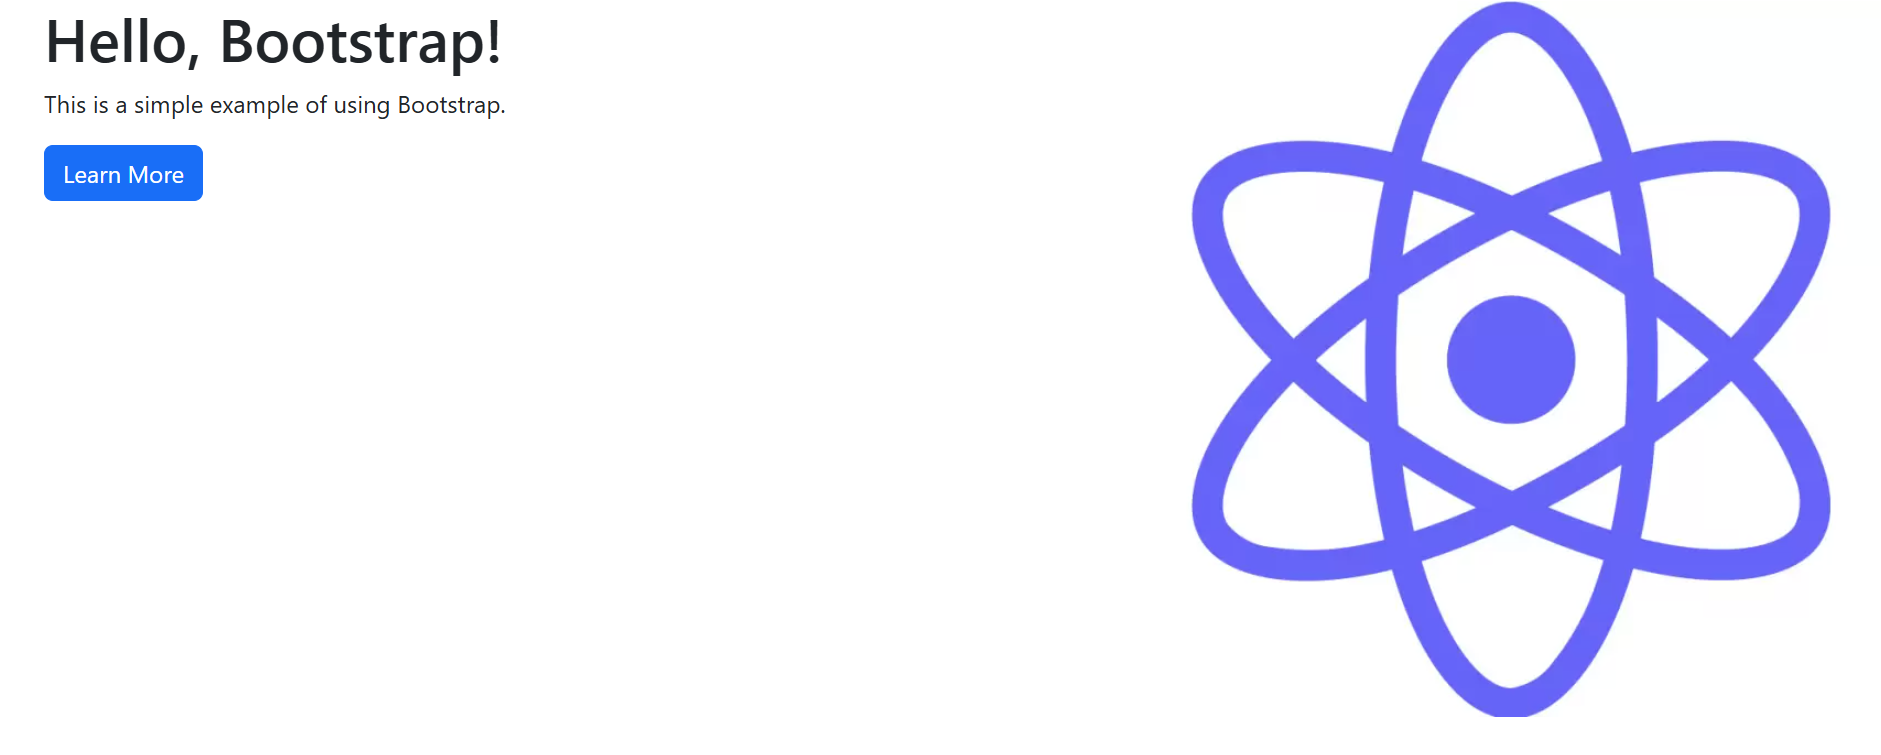 Hello, Bootstrap!
This is a simple example of using Bootstrap.
Learn More